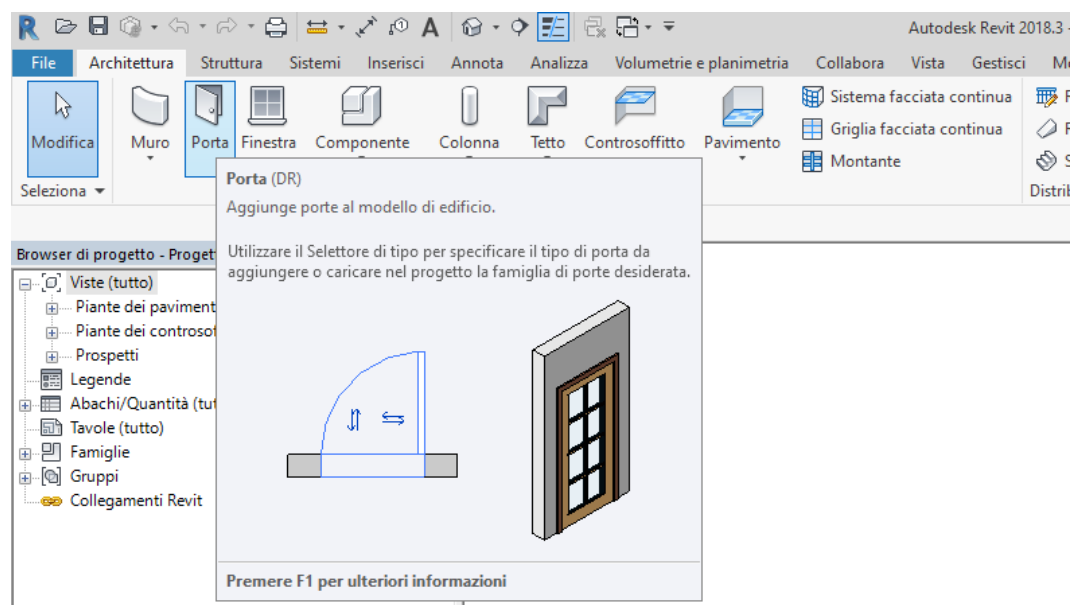 Autodesk Revit 2018.3 -
File Architettura Struttura Sistemi Inserisci Annota Analizza Volumetrie e planimetria Collabora Vista Gestisci
Modifica Muro Porta Finestra Componente Colonna Tetto Controsoffitto Pavimento
Sistema facciata continua
Griglia facciata continua
Montante
Seleziona
Porta (DR)
Aggiunge porte al modello di edificio.
Utilizzare il Selettore di tipo per specificare il tipo di porta da
aggiungere o caricare nel progetto la famiglia di porte desiderata.
Premere F1 per ulteriori informazioni
Browser di progetto - Proget
Viste (tutto)
Piante dei paviment
Piante dei controsof
Prospetti
Legende
Abachi/Quantità (tut
Tavole (tutto)
Famiglie
Gruppi
Collegamenti Revit